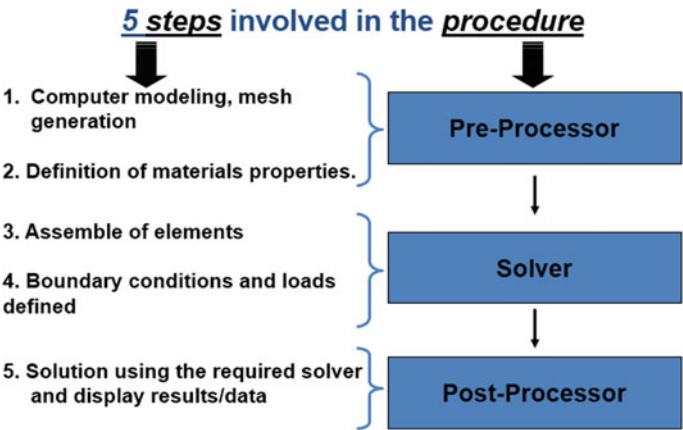 5 steps involved in the procedure
1. Computer modeling, mesh
generation
2. Definition of materials properties.
Pre-Processor
3. Assemble of elements
4. Boundary conditions and loads
defined
Solver
5. Solution using the required solver
and display results/data
Post-Processor